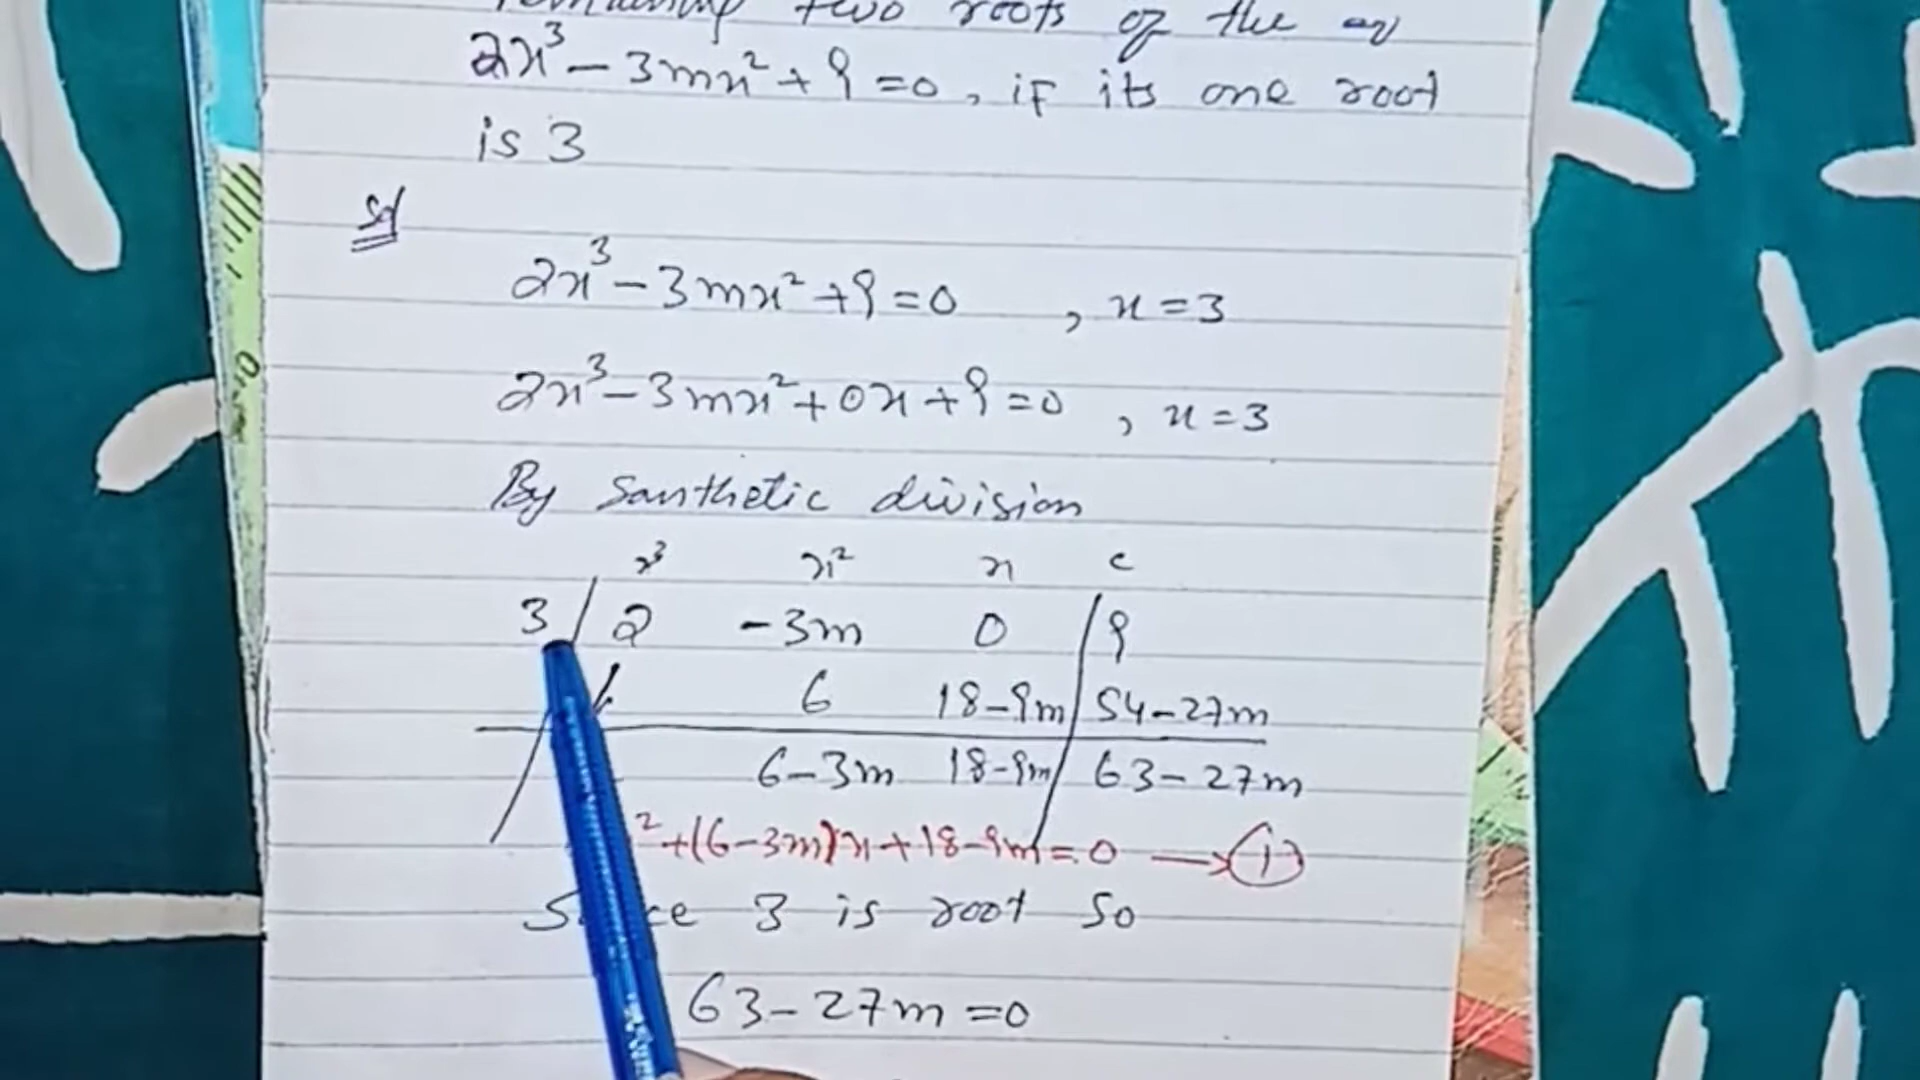 two roots of the eq
2x³ - 3mx² + 9 = 0, if its one root
is 3
Sol
2x³ - 3mx² + 9 = 0 , x = 3
2x³ - 3mx² + 0x + 9 = 0 , x = 3
By Santhetic division
x³ x² x c
3 2 -3m 0 9
6 18-9m 54-27m
6-3m 18-9m 63-27m
² + (6-3m)x + 18-9m = 0 → 1
3 is root so
63 - 27m = 0